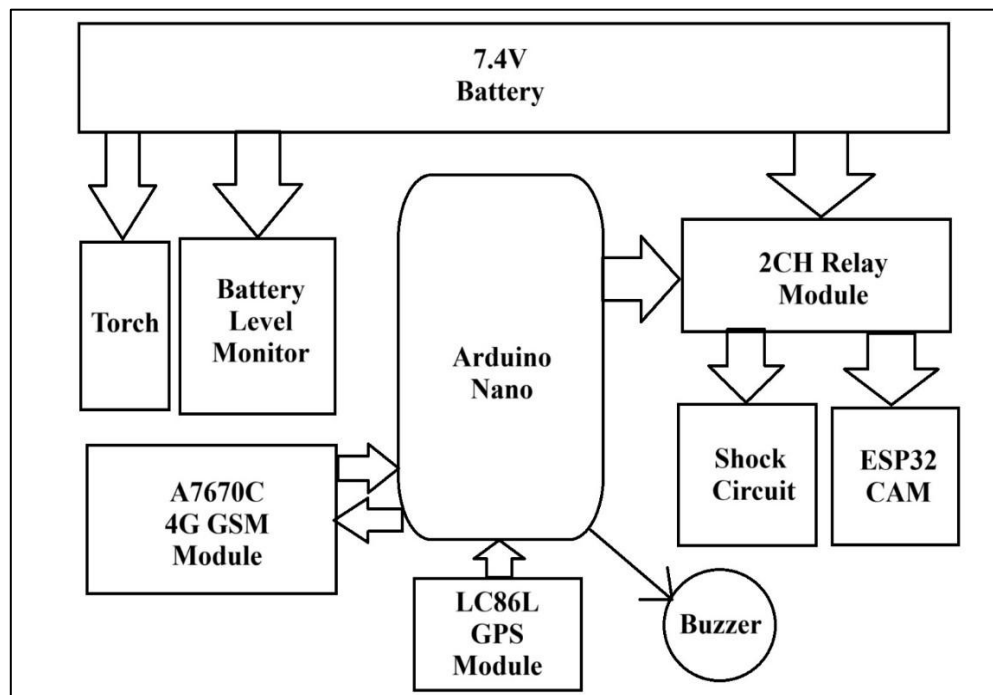 7.4V
Battery
Torch
Battery
Level
Monitor
Arduino
Nano
2CH Relay
Module
A7670C
4G GSM
Module
Shock
Circuit
ESP32
CAM
LC86L
GPS
Module
Buzzer